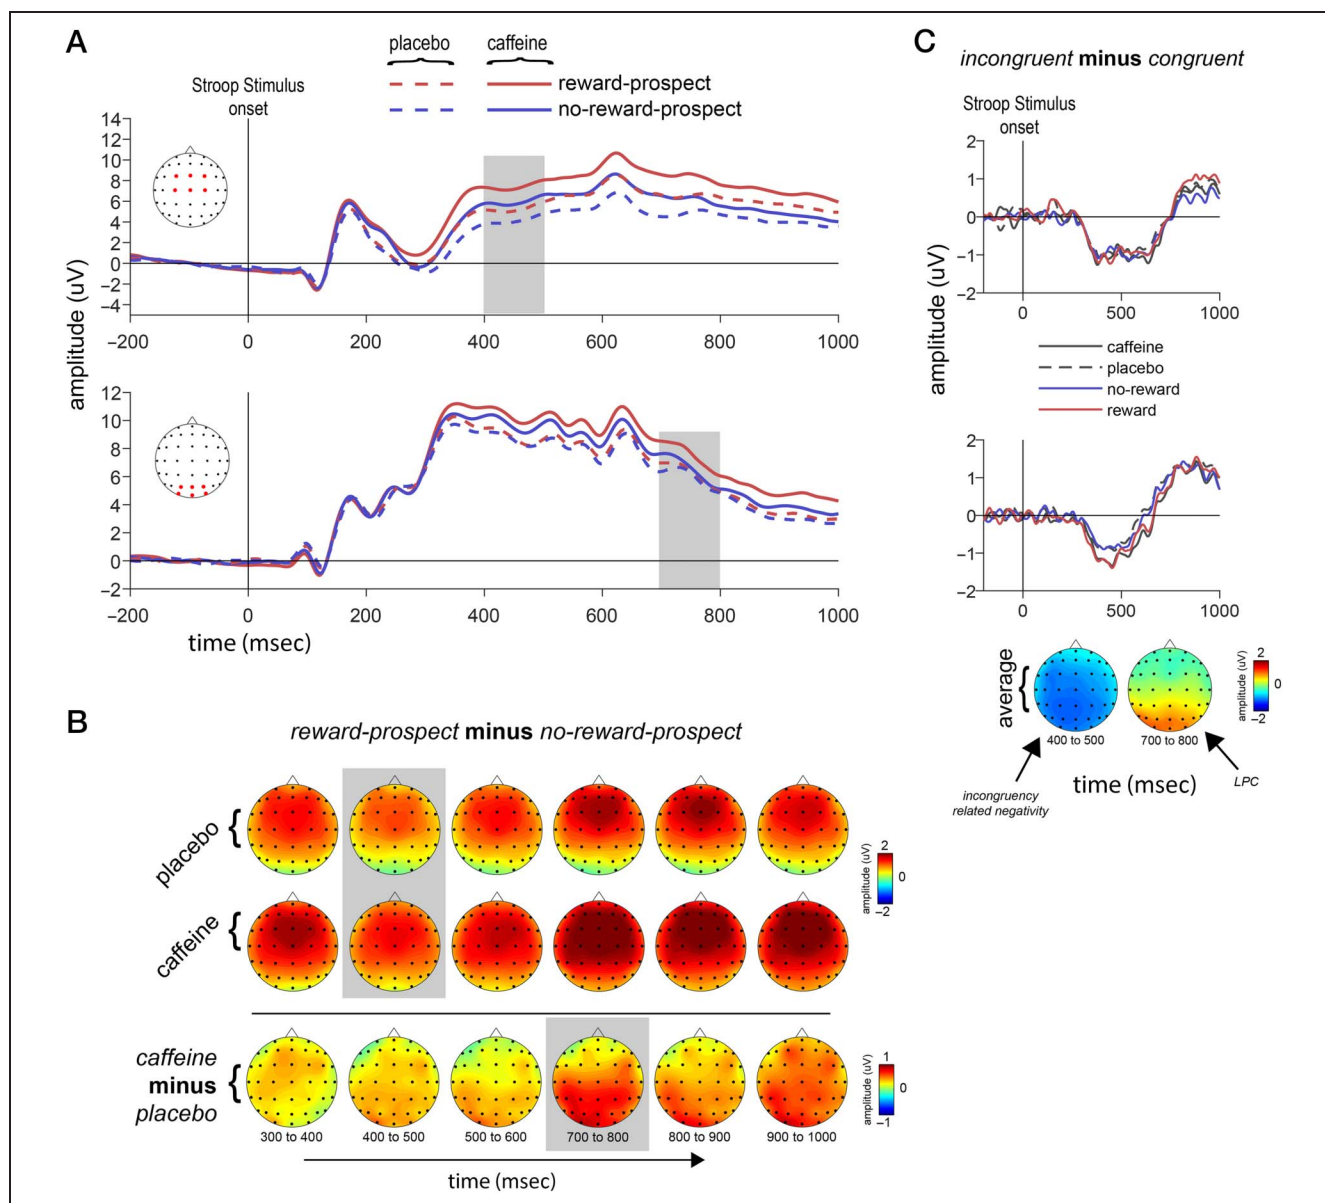 A
placebo caffeine
Stroop Stimulus
onset
reward-prospect
no-reward-prospect
14
12
10
8
6
4
2
0
−2
−4
−200 0 200 400 600 800 1000
amplitude (uV)
12
10
8
6
4
2
0
−2
−200 0 200 400 600 800 1000
time (msec)
B
reward-prospect minus no-reward-prospect
placebo
caffeine
amplitude (uV)
2
0
−2
caffeine
minus
placebo
300 to 400 400 to 500 500 to 600 700 to 800 800 to 900 900 to 1000
amplitude (uV)
1
0
−1
time (msec)
C
incongruent minus congruent
Stroop Stimulus
onset
2
1
0
−1
−2
0 500 1000
amplitude (uV)
caffeine
placebo
no-reward
reward
2
1
0
−1
2
0 500 1000
average
400 to 500 700 to 800
amplitude (uV)
2
0
−2
time (msec)
incongruency
related negativity
LPC